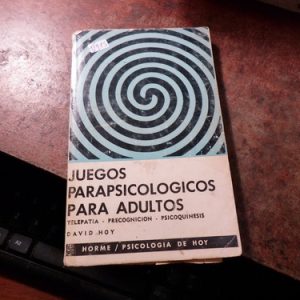 JUEGOS
PARAPSICOLOGICOS
PARA ADULTOS
TELEPATIA - PRECOGNICION - PSICOQUINESIS
DAVID HOY
HORME / PSICOLOGIA DE HOY